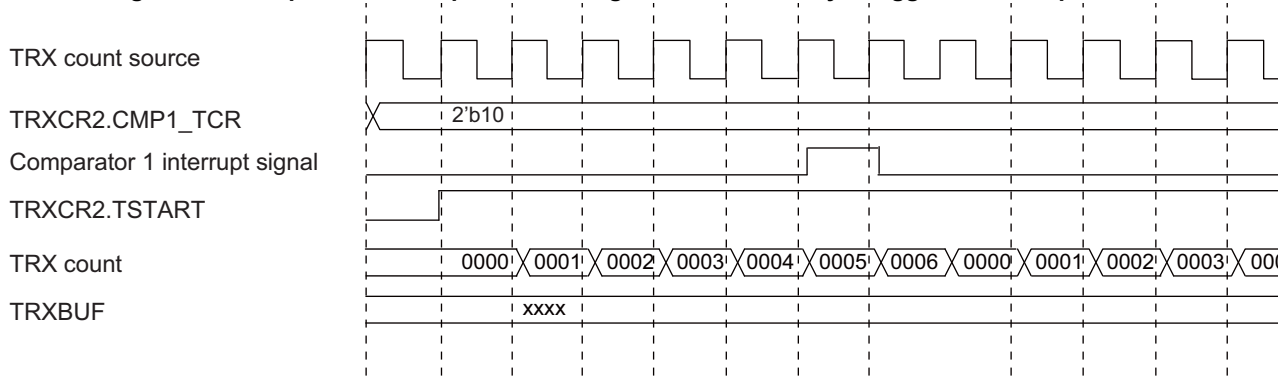 TRX count source
TRXCR2.CMP1_TCR 2'b10
Comparator 1 interrupt signal
TRXCR2.TSTART
TRX count 0000 0001 0002 0003 0004 0005 0006 0000 0001 0002 0003 000
TRXBUF xxxx